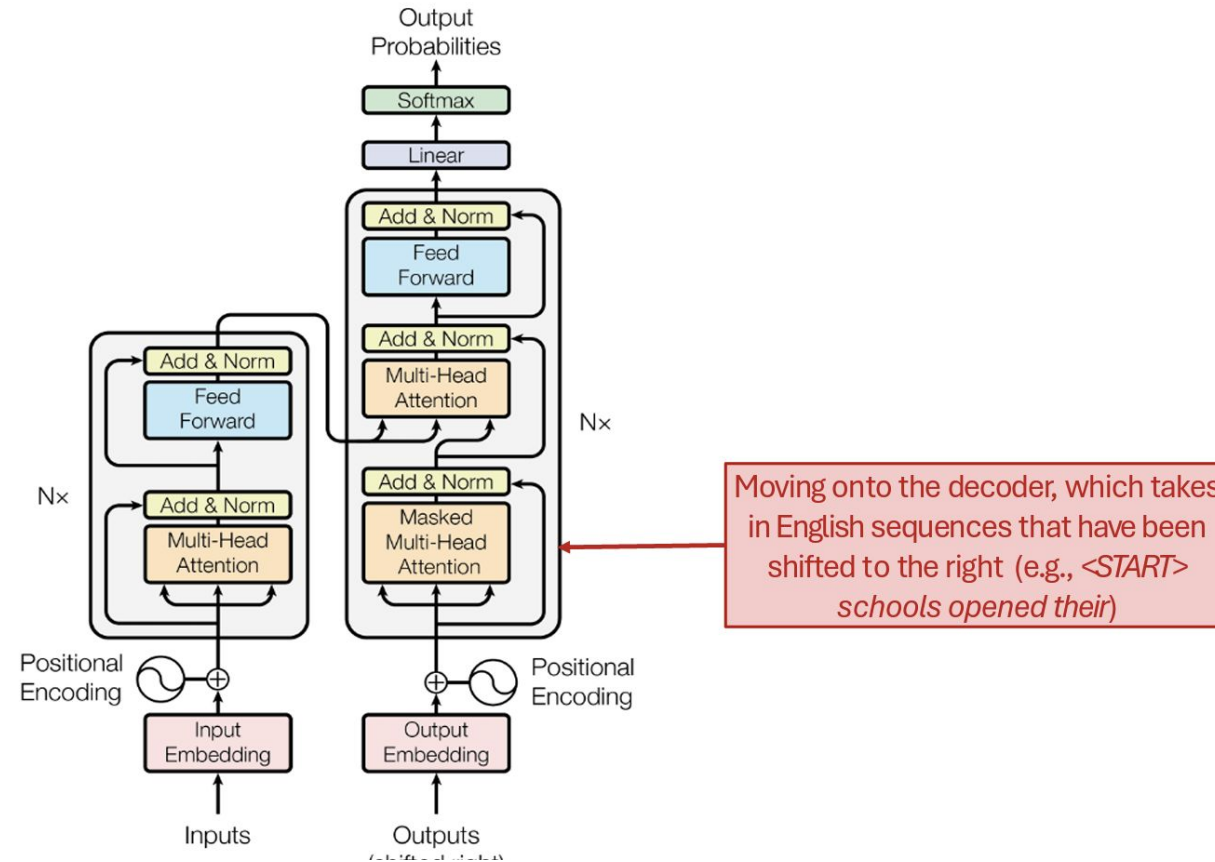 Output
Probabilities
Softmax
Linear
Add & Norm
Feed
Forward
Add & Norm
Multi-Head
Attention
Nx
Add & Norm
Masked
Multi-Head
Attention
Add & Norm
Feed
Forward
Nx
Add & Norm
Multi-Head
Attention
Moving onto the decoder, which takes
in English sequences that have been
shifted to the right (e.g., <START>
schools opened their)
Positional
Encoding
Positional
Encoding
Input
Embedding
Output
Embedding
Inputs
Outputs
(shifted right)